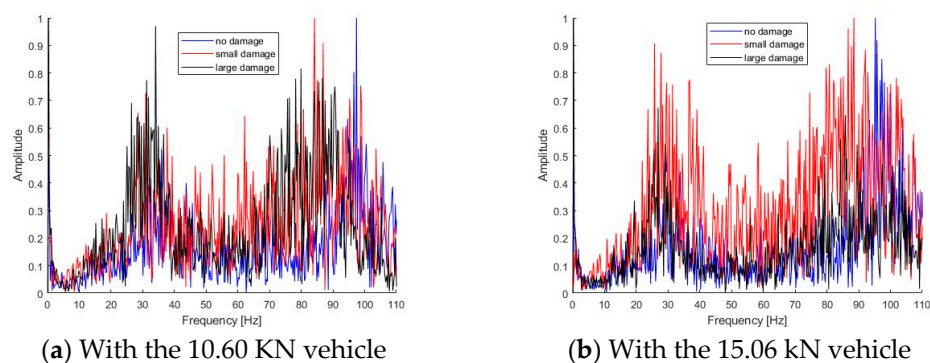 1
0.9
0.8
0.7
0.6
0.5
0.4
0.3
0.2
0.1
0
Amplitude
no damage
small damage
large damage
0 10 20 30 40 50 60 70 80 90 100 110
Frequency [Hz]
(a) With the 10.60 KN vehicle
1
0.9
0.8
0.7
0.6
0.5
0.4
0.3
0.2
0.1
0
Amplitude
no damage
small damage
large damage
0 10 20 30 40 50 60 70 80 90 100 110
Frequency [Hz]
(b) With the 15.06 kN vehicle